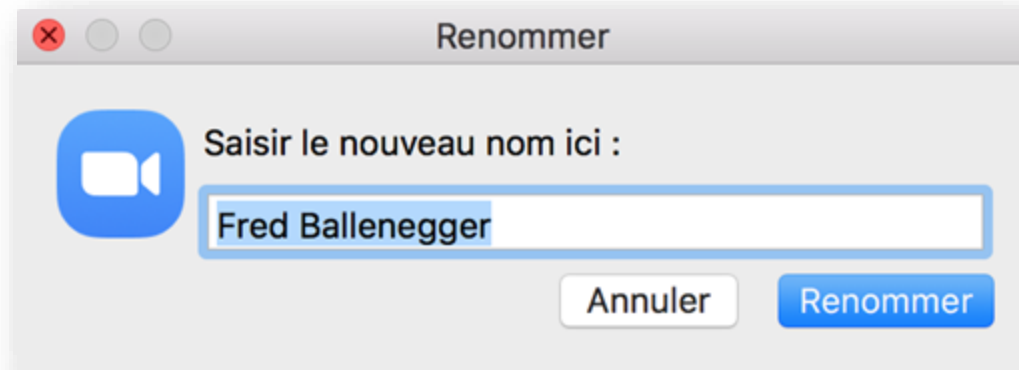 Renommer
Saisir le nouveau nom ici :
Fred Ballenegger
Annuler Renommer